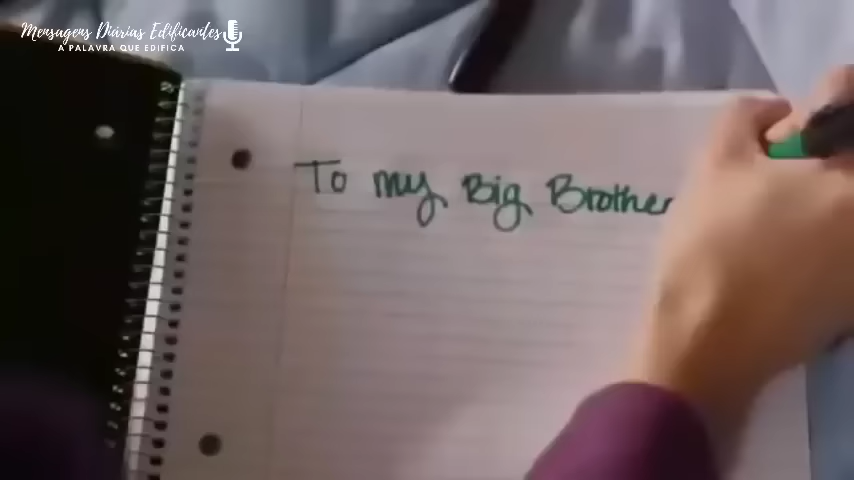 Mensagens Diárias Edificantes
A PALAVRA QUE EDIFICA
To my Big Brother